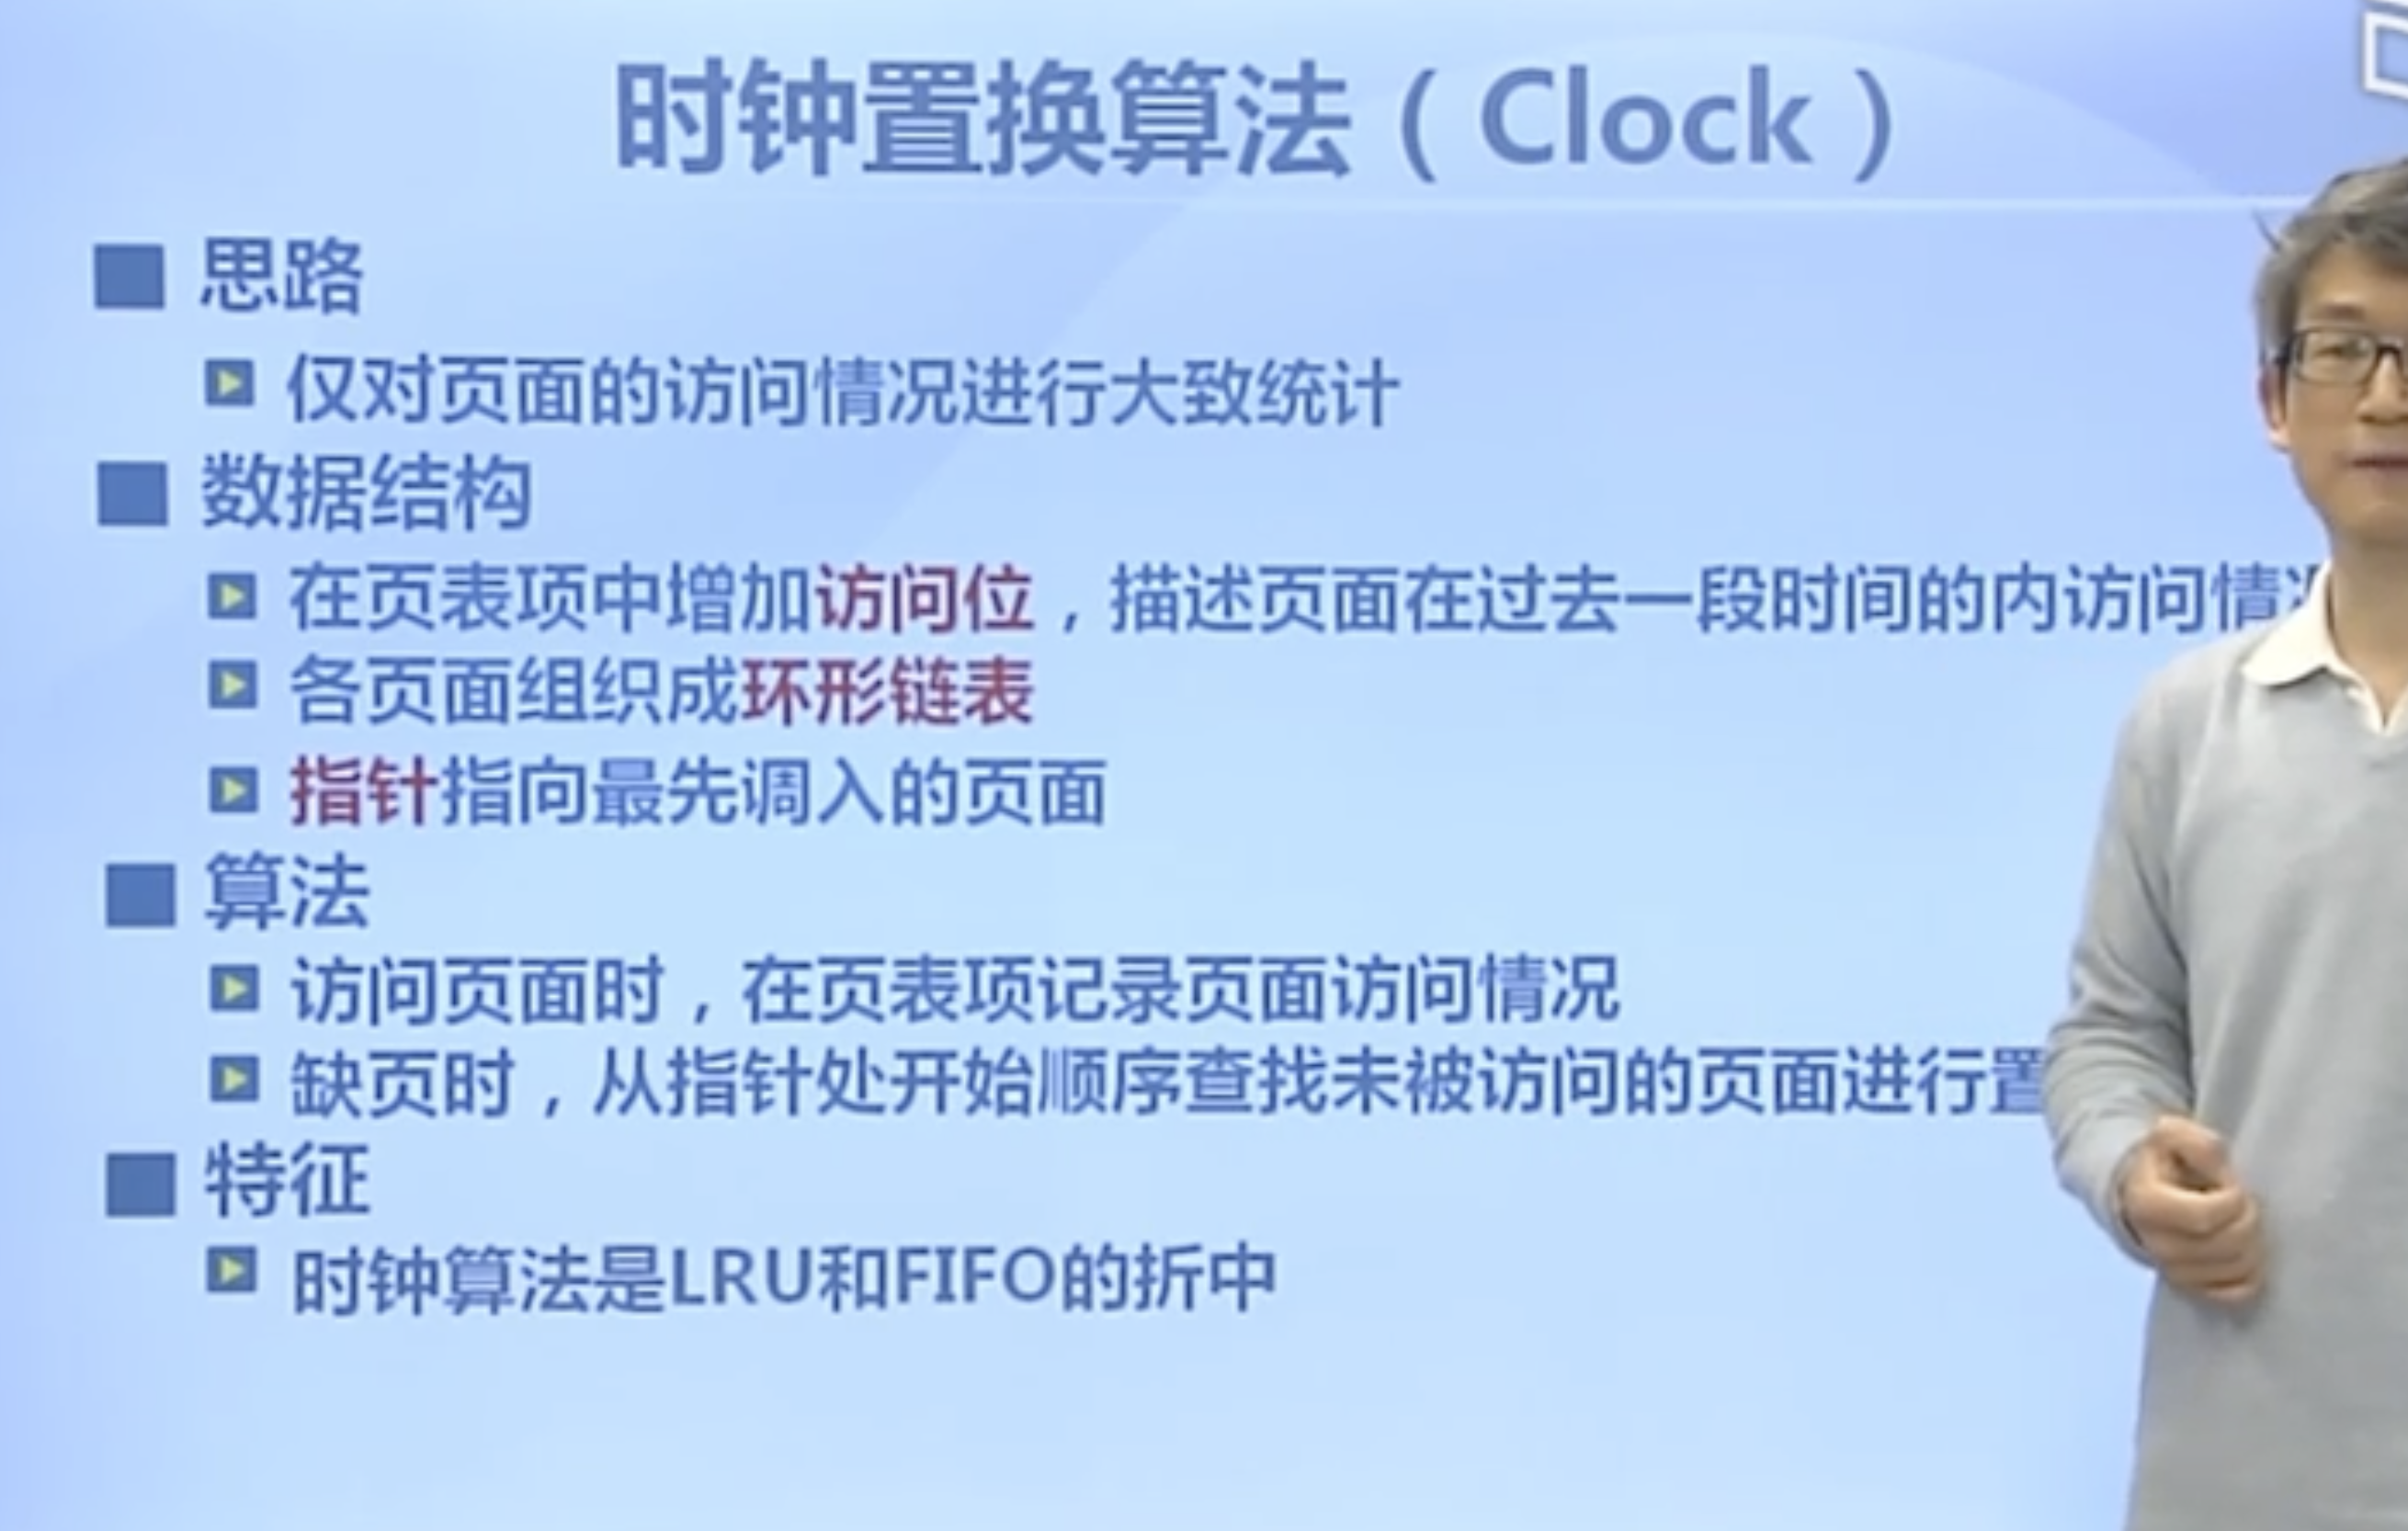 时钟置换算法（Clock）
思路
仅对页面的访问情况进行大致统计
数据结构
在页表项中增加访问位，描述页面在过去一段时间的内访问情
各页面组织成环形链表
指针指向最先调入的页面
算法
访问页面时，在页表项记录页面访问情况
缺页时，从指针处开始顺序查找未被访问的页面进行置
特征
时钟算法是LRU和FIFO的折中